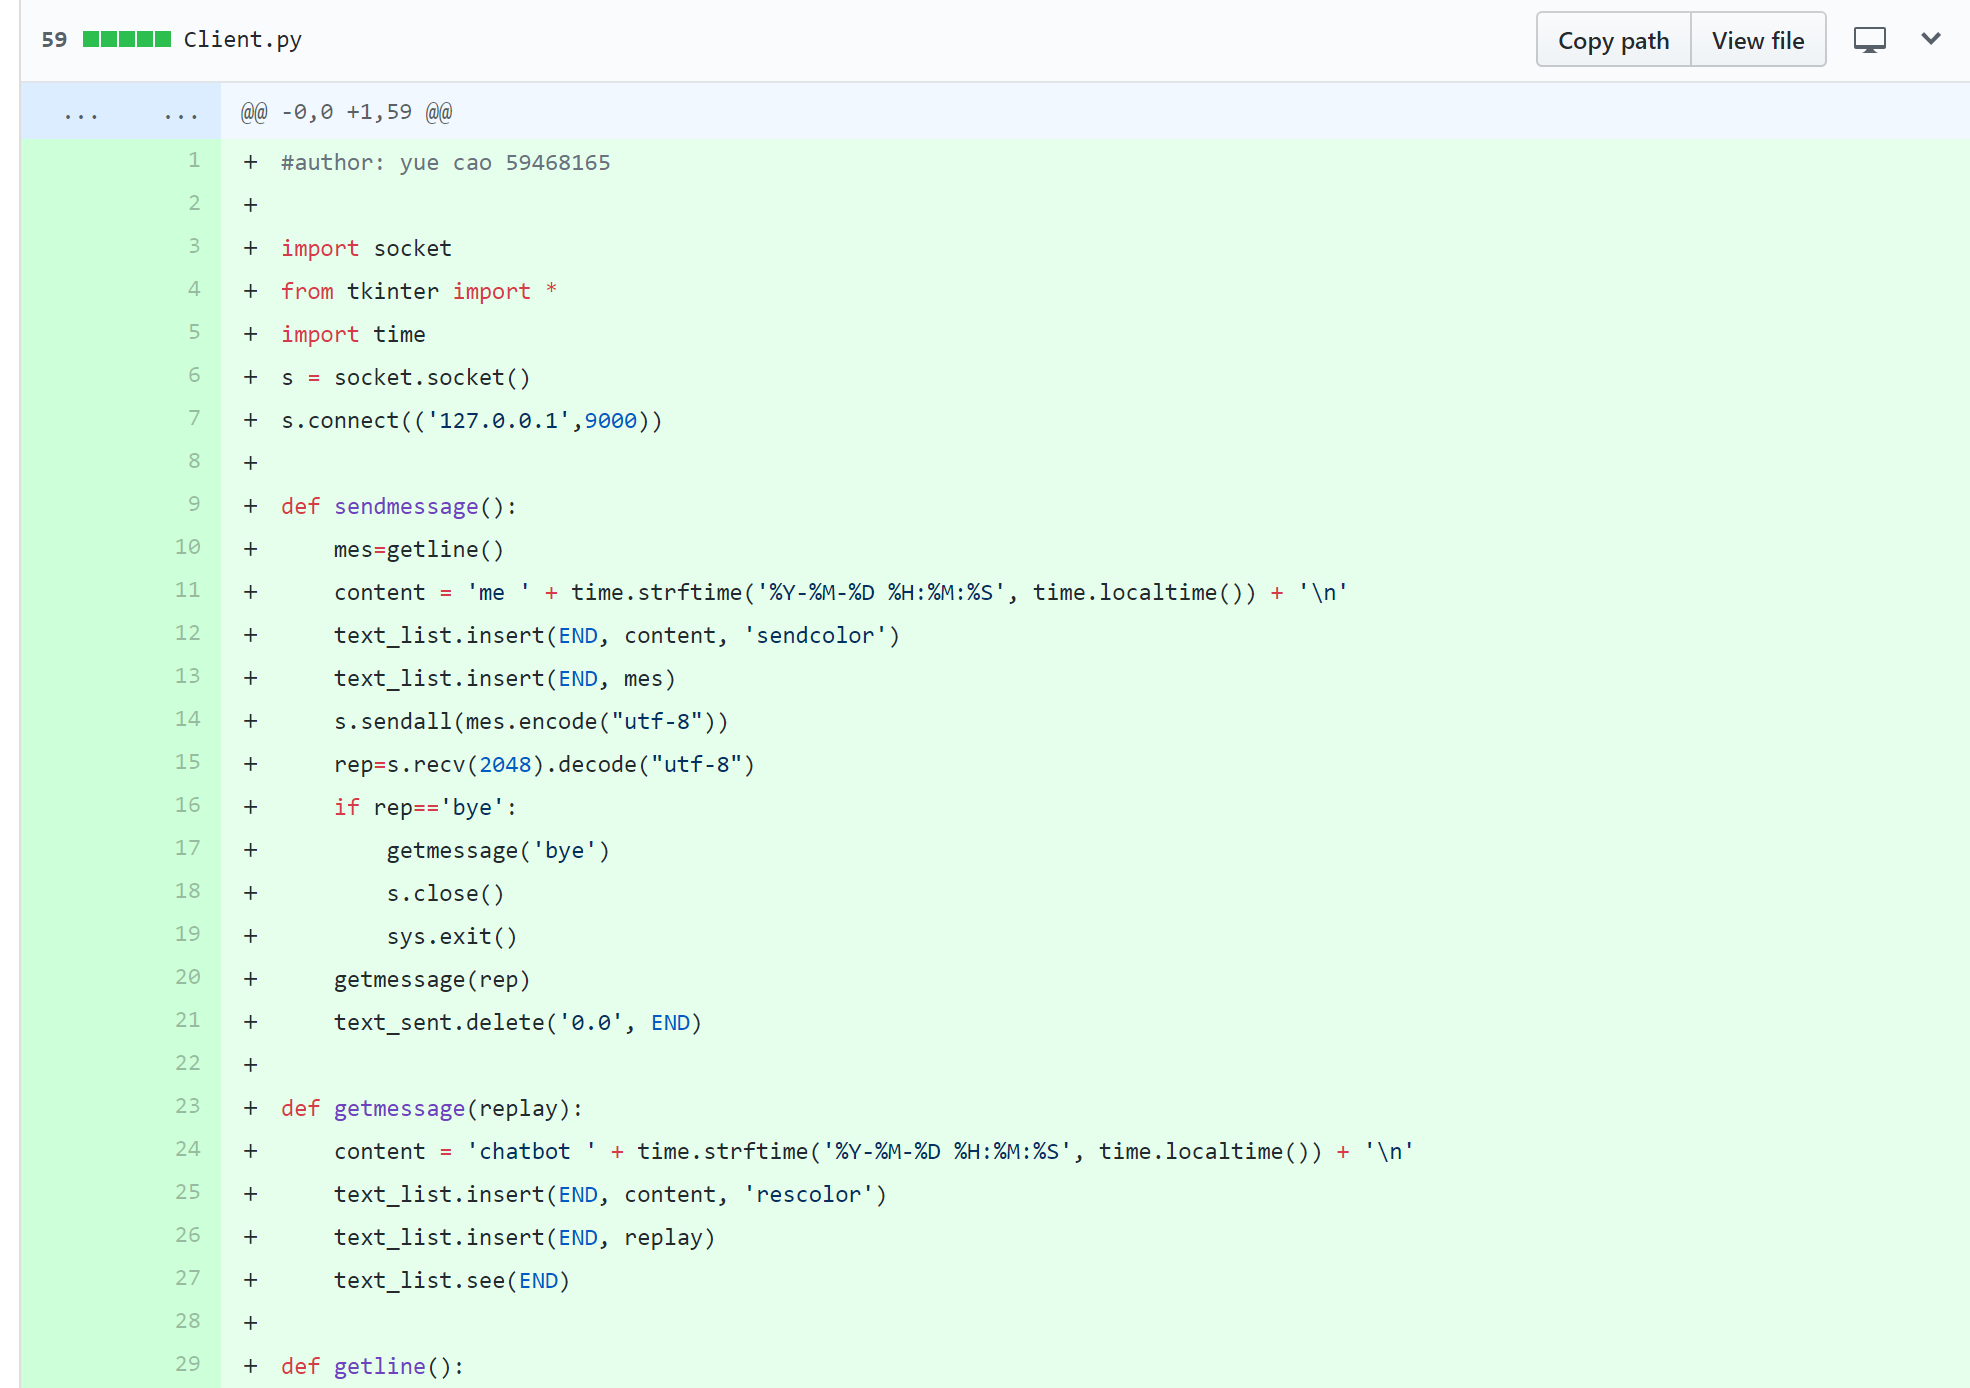 59 Client.py Copy path View file
... ... @@ -0,0 +1,59 @@
1 + #author: yue cao 59468165
2 +
3 + import socket
4 + from tkinter import *
5 + import time
6 + s = socket.socket()
7 + s.connect(('127.0.0.1',9000))
8 +
9 + def sendmessage():
10 +     mes=getline()
11 +     content = 'me ' + time.strftime('%Y-%M-%D %H:%M:%S', time.localtime()) + '\n'
12 +     text_list.insert(END, content, 'sendcolor')
13 +     text_list.insert(END, mes)
14 +     s.sendall(mes.encode("utf-8"))
15 +     rep=s.recv(2048).decode("utf-8")
16 +     if rep=='bye':
17 +         getmessage('bye')
18 +         s.close()
19 +         sys.exit()
20 +     getmessage(rep)
21 +     text_sent.delete('0.0', END)
22 +
23 + def getmessage(replay):
24 +     content = 'chatbot ' + time.strftime('%Y-%M-%D %H:%M:%S', time.localtime()) + '\n'
25 +     text_list.insert(END, content, 'rescolor')
26 +     text_list.insert(END, replay)
27 +     text_list.see(END)
28 +
29 + def getline():